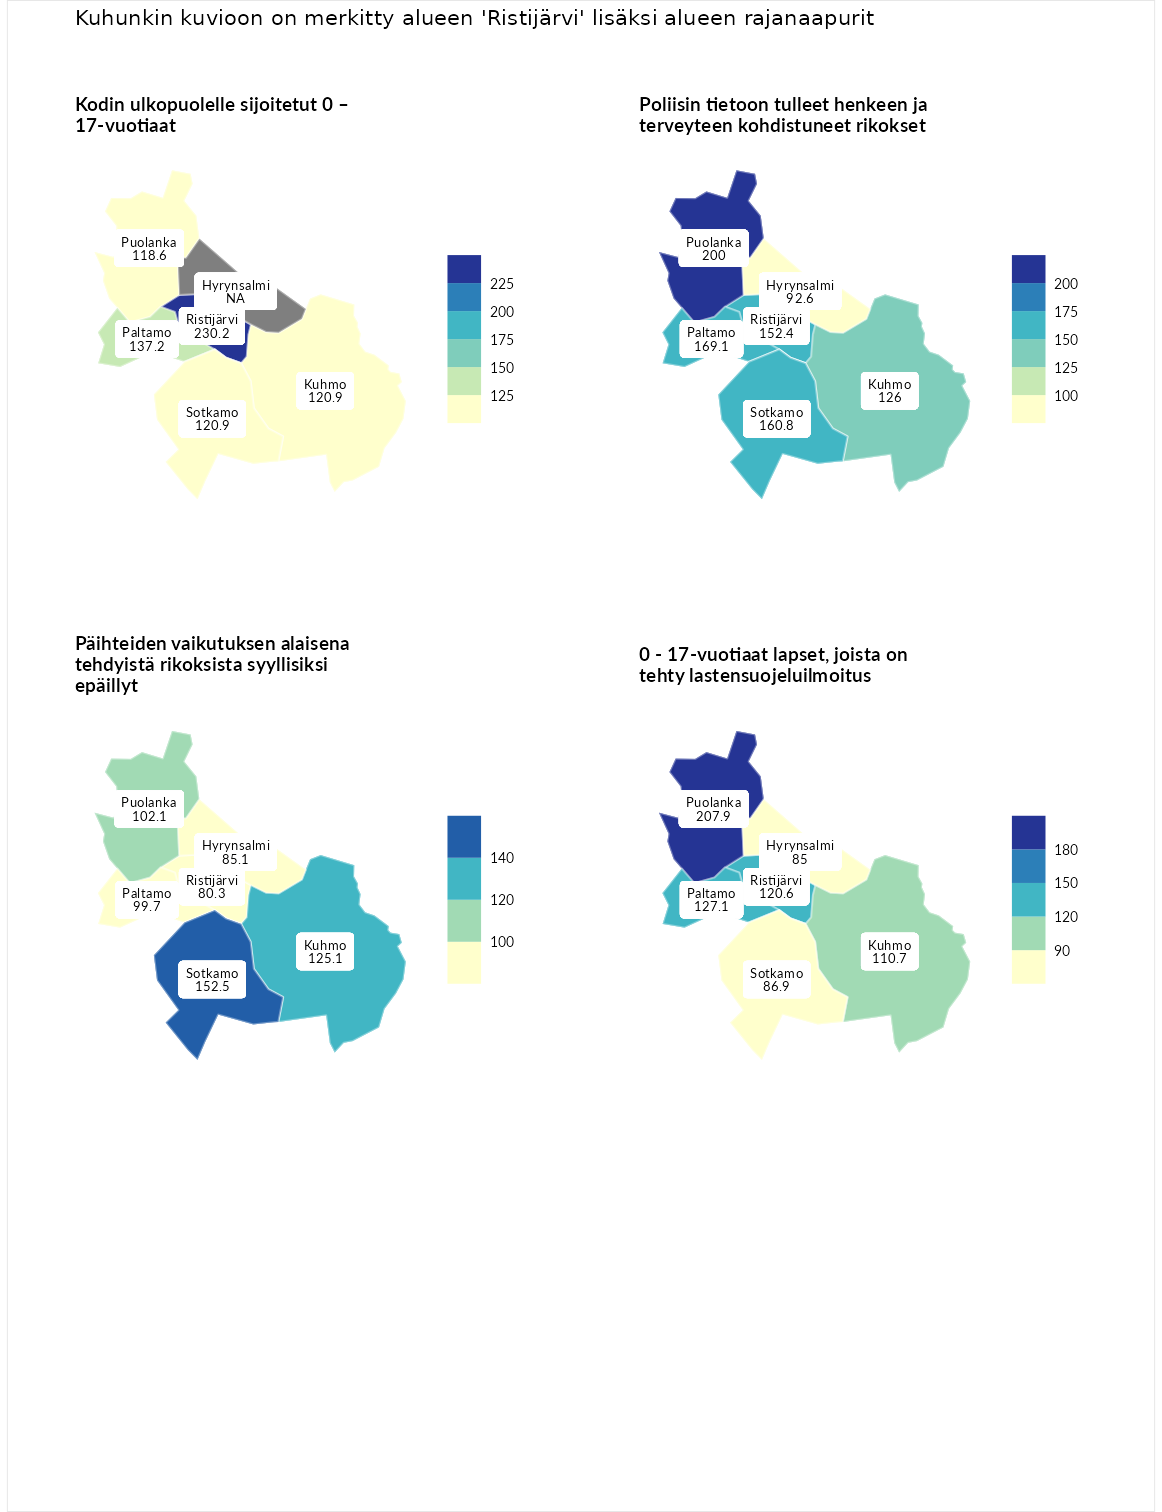 Kuhunkin kuvioon on merkitty alueen 'Ristijärvi' lisäksi alueen rajanaapurit
Kodin ulkopuolelle sijoitetut 0 –
17-vuotiaat
Puolanka
118.6
Hyrynsalmi
NA
Ristijärvi
230.2
Paltamo
137.2
Kuhmo
120.9
Sotkamo
120.9
225
200
175
150
125
Poliisin tietoon tulleet henkeen ja
terveyteen kohdistuneet rikokset
Puolanka
200
Hyrynsalmi
92.6
Ristijärvi
152.4
Paltamo
169.1
Kuhmo
126
Sotkamo
160.8
200
175
150
125
100
Päihteiden vaikutuksen alaisena
tehdyistä rikoksista syyllisiksi
epäillyt
Puolanka
102.1
Hyrynsalmi
85.1
Ristijärvi
80.3
Paltamo
99.7
Kuhmo
125.1
Sotkamo
152.5
140
120
100
0 - 17-vuotiaat lapset, joista on
tehty lastensuojeluilmoitus
Puolanka
207.9
Hyrynsalmi
85
Ristijärvi
120.6
Paltamo
127.1
Kuhmo
110.7
Sotkamo
86.9
180
150
120
90